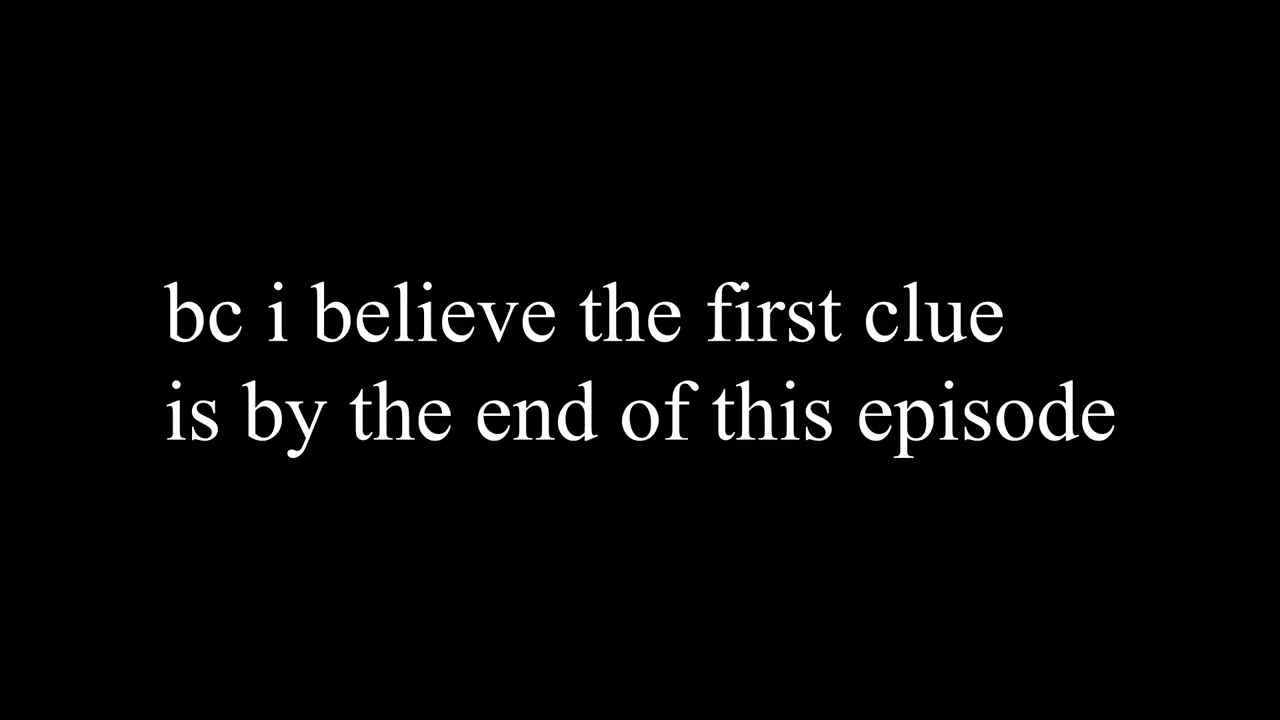 bc i believe the first clue
is by the end of this episode